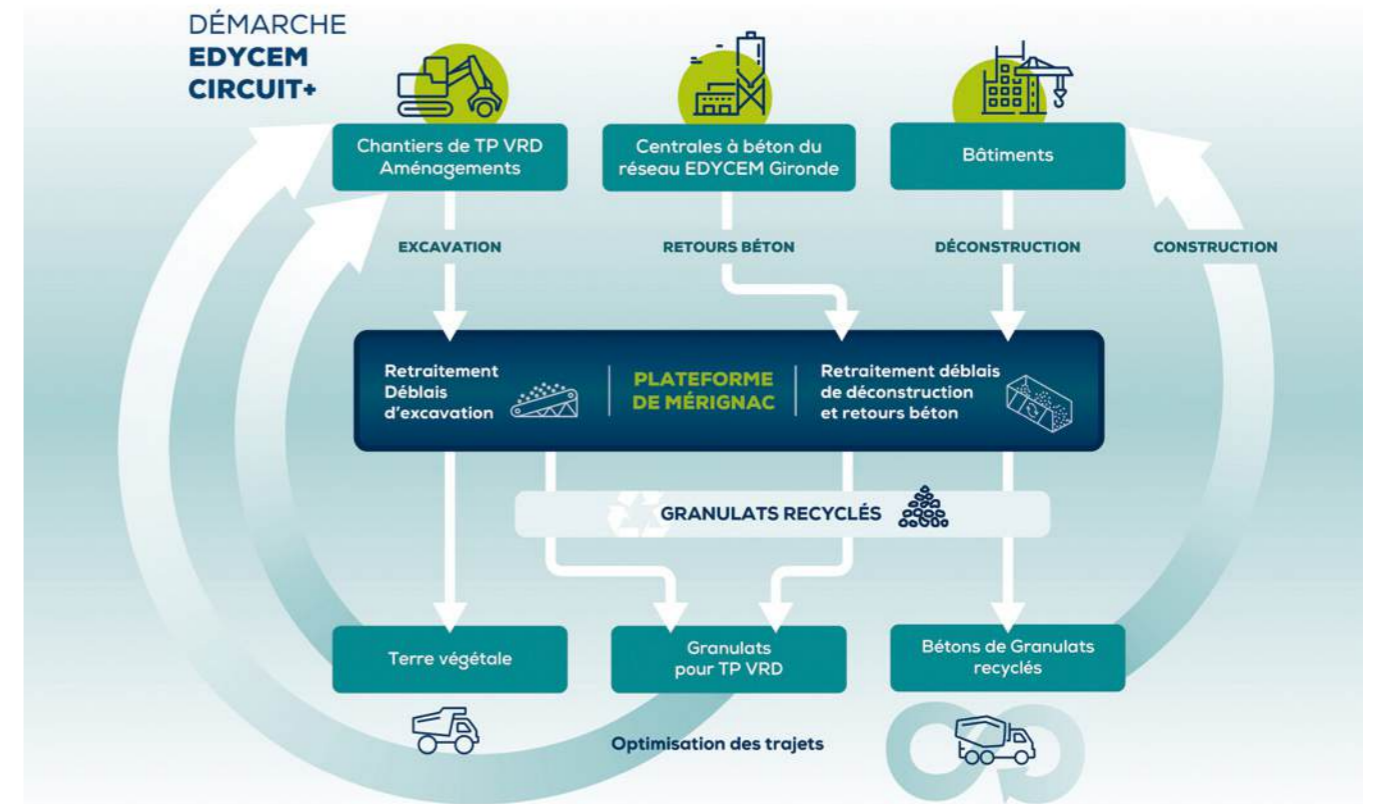 DÉMARCHE
EDYCEM
CIRCUIT+
Chantiers de TP VRD
Aménagements
Centrales à béton du
réseau EDYCEM Gironde
Bâtiments
EXCAVATION
RETOURS BÉTON
DÉCONSTRUCTION
CONSTRUCTION
Retraitement
Déblais
d'excavation
PLATEFORME
DE MÉRIGNAC
Retraitement déblais
de déconstruction
et retours béton
GRANULATS RECYCLÉS
Terre végétale
Granulats
pour TP VRD
Bétons de Granulats
recyclés
Optimisation des trajets